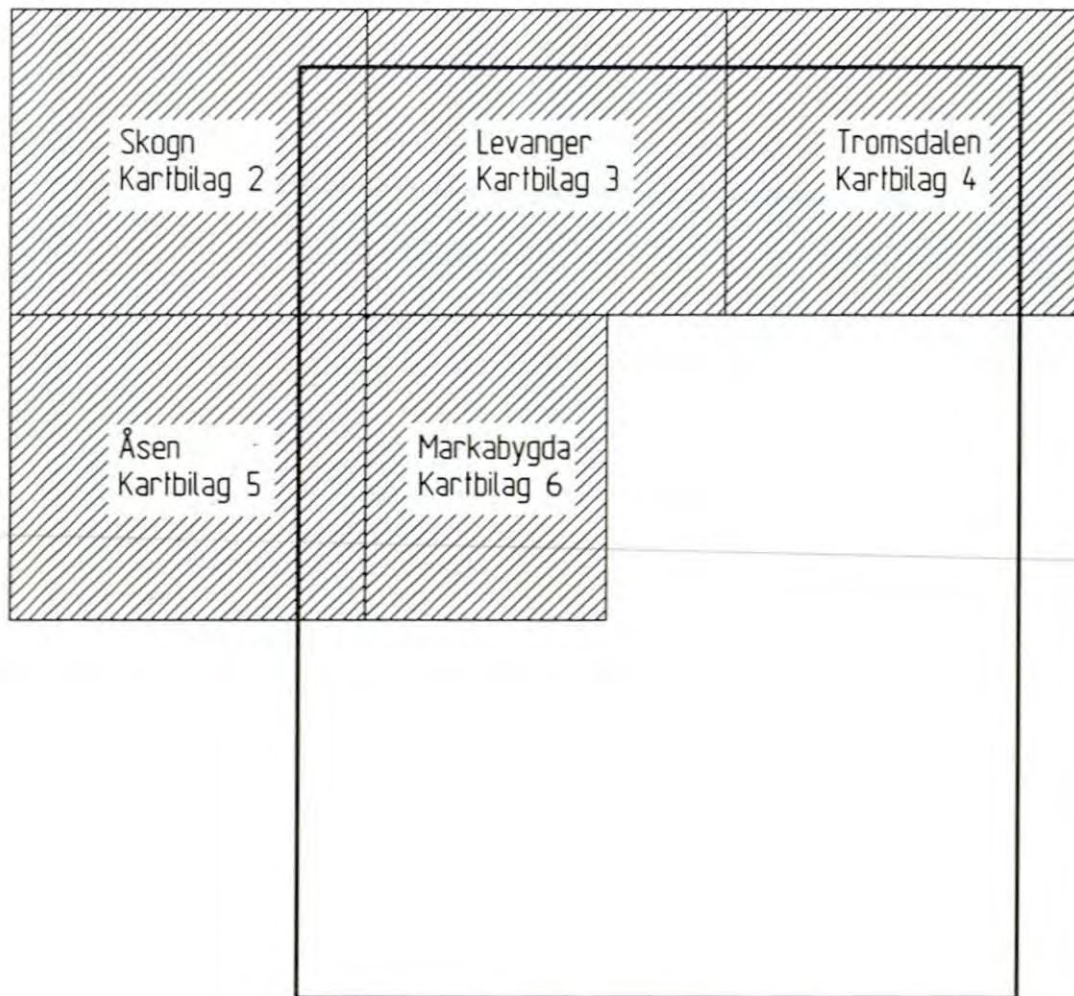 Skogn
Kartbilag 2
Levanger
Kartbilag 3
Tromsdalen
Kartbilag 4
Åsen
Kartbilag 5
Markabygda
Kartbilag 6